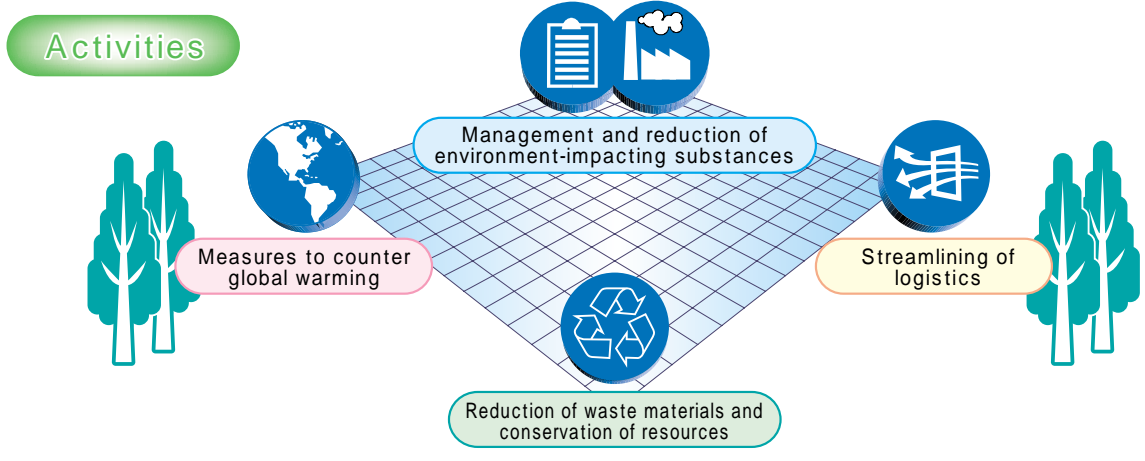 Activities
Management and reduction of
environment-impacting substances
Measures to counter
global warming
Streamlining of
logistics
Reduction of waste materials and
conservation of resources